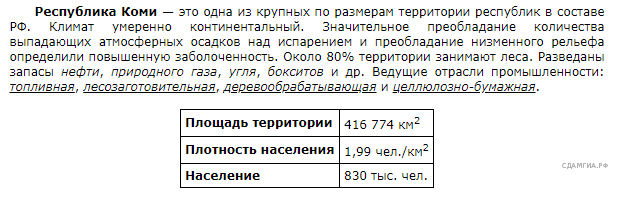 Республика Коми — это одна из крупных по размерам территории республик в составе
РФ. Климат умеренно континентальный. Значительное преобладание количества
выпадающих атмосферных осадков над испарением и преобладание низменного рельефа
определили повышенную заболоченность. Около 80% территории занимают леса. Разведаны
запасы нефти, природного газа, угля, бокситов и др. Ведущие отрасли промышленности:
топливная, лесозаготовительная, деревообрабатывающая и целлюлозно-бумажная.
Площадь территории 416 774 км²
Плотность населения 1,99 чел./км²
Население 830 тыс. чел.
СДАМГИА.РФ